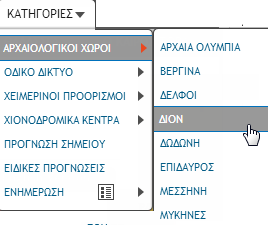 ΚΑΤΗΓΟΡΙΕΣ
ΑΡΧΑΙΟΛΟΓΙΚΟΙ ΧΩΡΟΙ
ΟΔΙΚΟ ΔΙΚΤΥΟ
ΧΕΙΜΕΡΙΝΟΙ ΠΡΟΟΡΙΣΜΟΙ
ΧΙΟΝΟΔΡΟΜΙΚΑ ΚΕΝΤΡΑ
ΠΡΟΓΝΩΣΗ ΣΗΜΕΙΟΥ
ΕΙΔΙΚΕΣ ΠΡΟΓΝΩΣΕΙΣ
ΕΝΗΜΕΡΩΣΗ
ΑΡΧΑΙΑ ΟΛΥΜΠΙΑ
ΒΕΡΓΙΝΑ
ΔΕΛΦΟΙ
ΔΙΟΝ
ΔΩΔΩΝΗ
ΕΠΙΔΑΥΡΟΣ
ΜΕΣΣΗΝΗ
ΜΥΚΗΝΕΣ